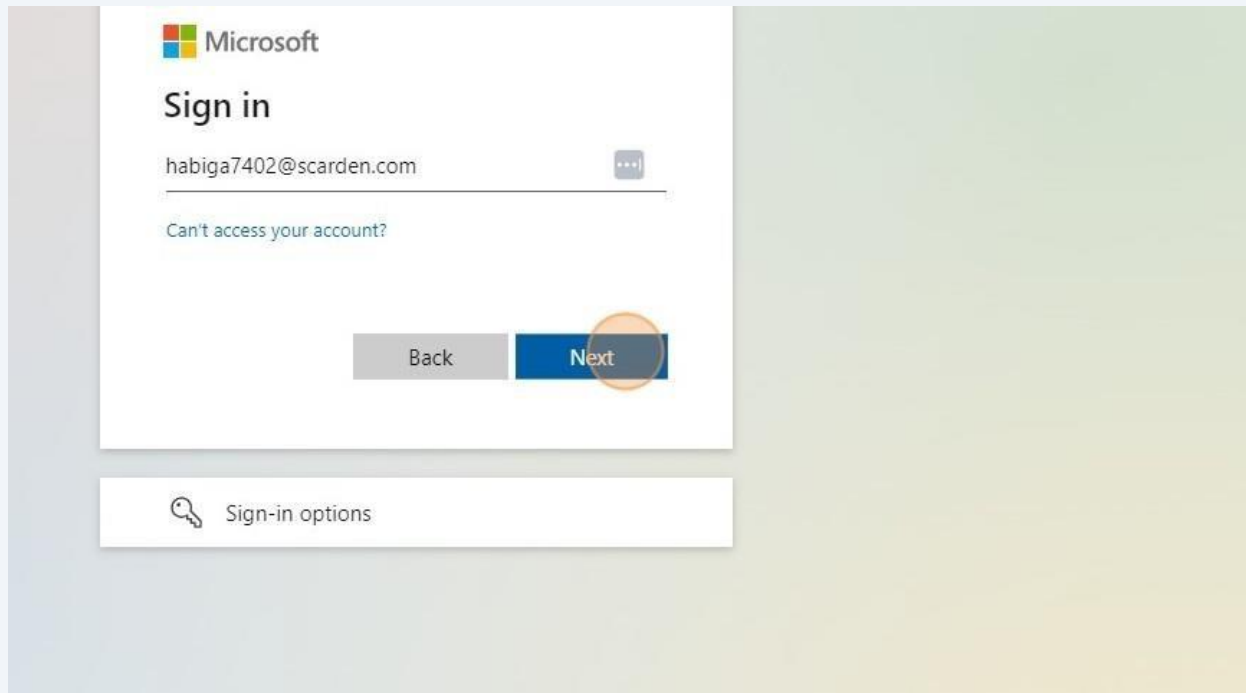 Microsoft
Sign in
habiga7402@scarden.com
Can't access your account?
Back Next
Sign-in options